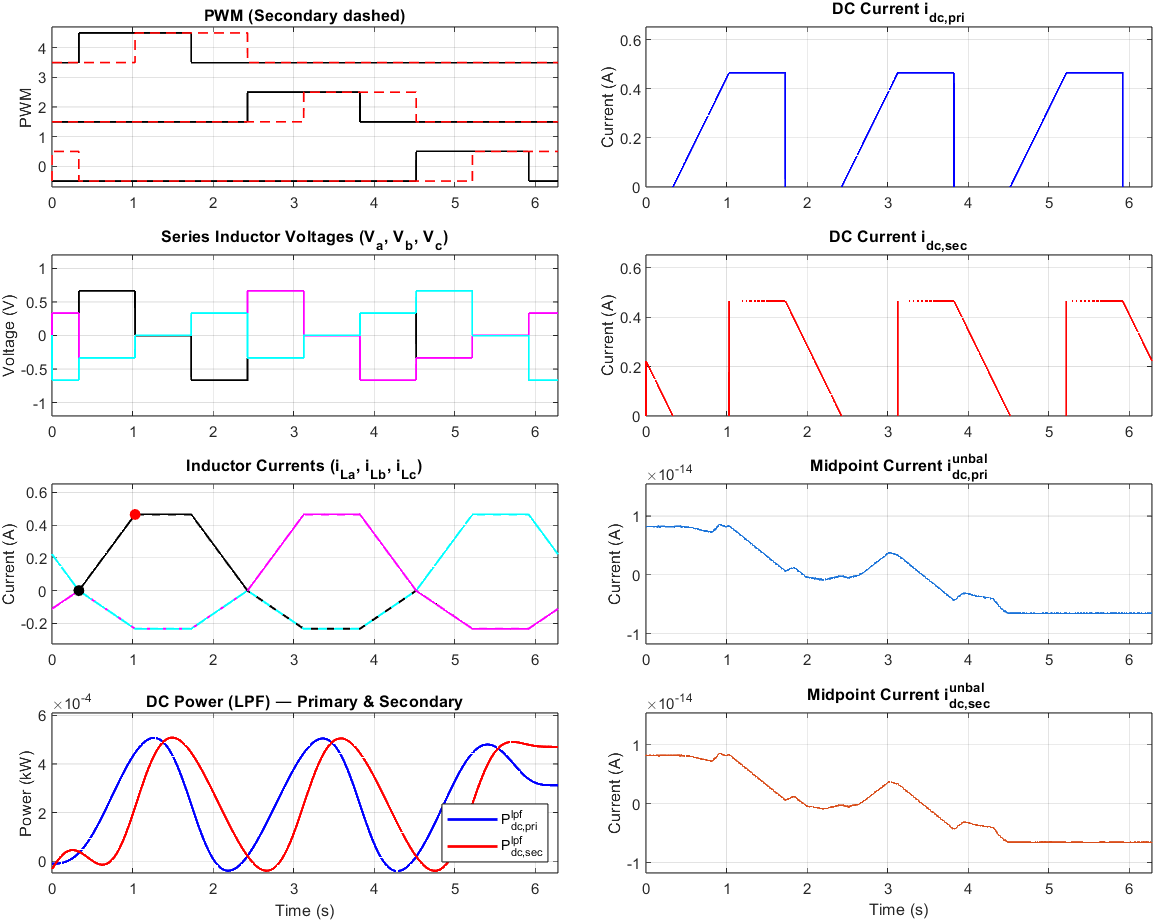 PWM (Secondary dashed)
PWM
4
3
2
1
0
0 1 2 3 4 5 6
DC Current i_dc,pri
Current (A)
0.6
0.4
0.2
0
0 1 2 3 4 5 6
Series Inductor Voltages (V_a, V_b, V_c)
Voltage (V)
1
0.5
0
-0.5
-1
0 1 2 3 4 5 6
DC Current i_dc,sec
Current (A)
0.6
0.4
0.2
0
0 1 2 3 4 5 6
Inductor Currents (i_La, i_Lb, i_Lc)
Current (A)
0.6
0.4
0.2
0
-0.2
0 1 2 3 4 5 6
Midpoint Current i_dc,pri^unbal
×10^-14
Current (A)
1
0
-1
0 1 2 3 4 5 6
DC Power (LPF) — Primary & Secondary
×10^-4
Power (kW)
6
4
2
0
P_dc,pri^lpf
P_dc,sec^lpf
0 1 2 3 4 5 6
Time (s)
Midpoint Current i_dc,sec^unbal
×10^-14
Current (A)
1
0
-1
0 1 2 3 4 5 6
Time (s)